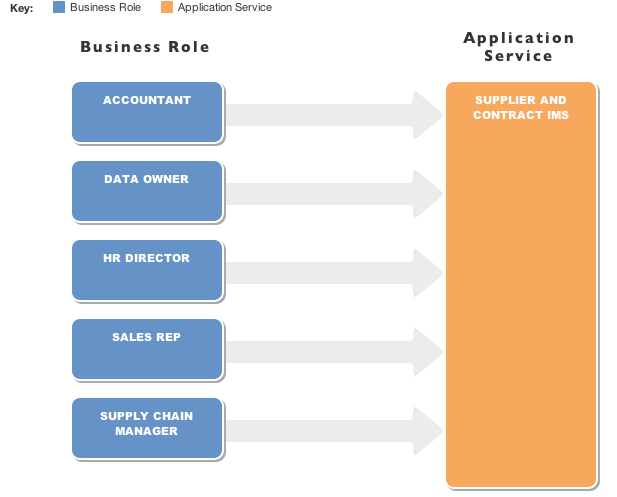 Key: Business Role Application Service
Business Role
Application
Service
ACCOUNTANT
SUPPLIER AND
CONTRACT IMS
DATA OWNER
HR DIRECTOR
SALES REP
SUPPLY CHAIN
MANAGER